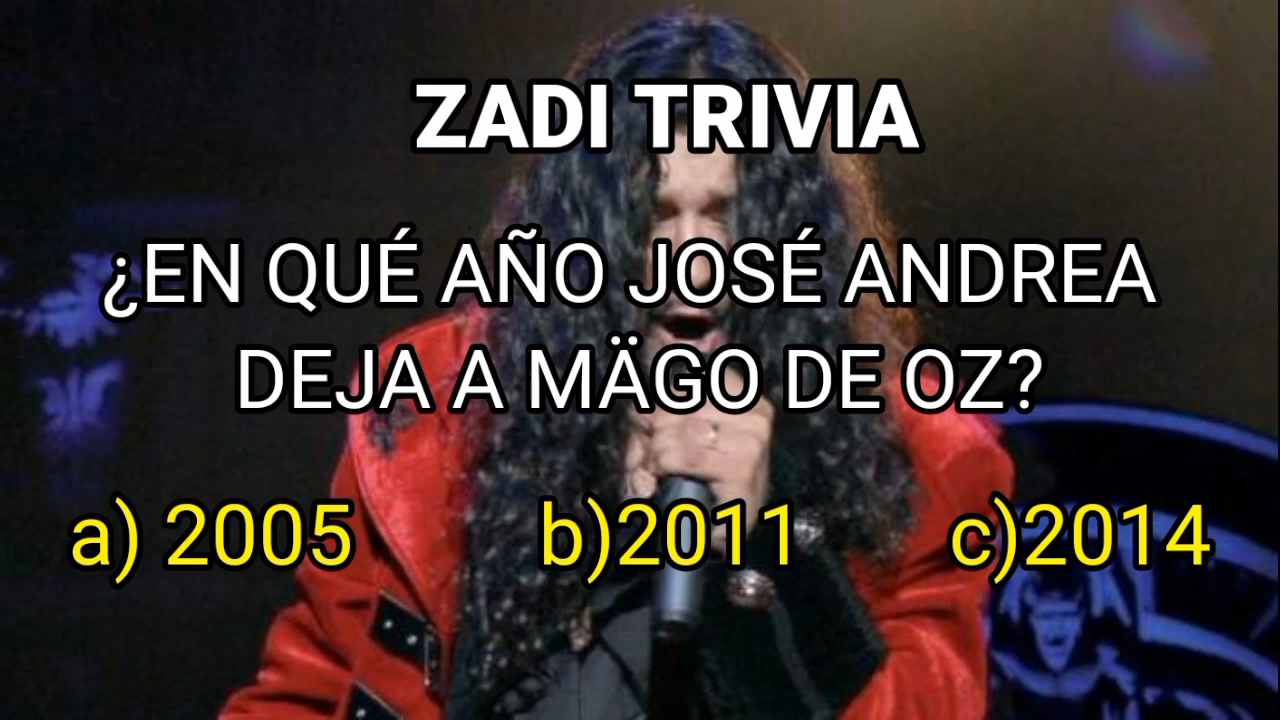 ZADI TRIVIA
¿EN QUÉ AÑO JOSÉ ANDREA
DEJA A MÄGO DE OZ?
a) 2005 b)2011 c)2014